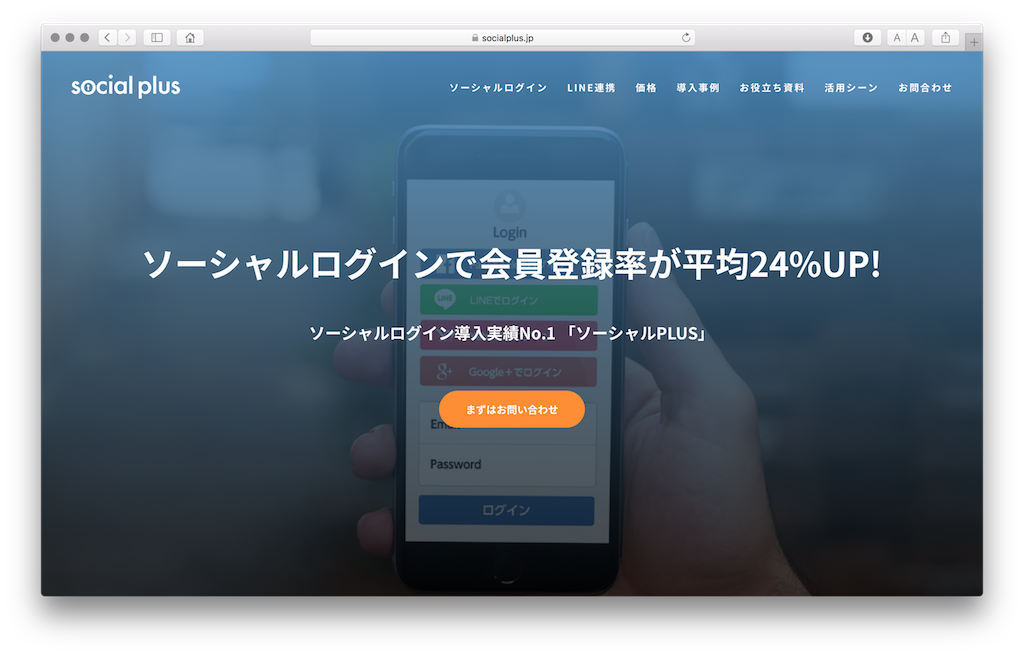 socialplus.jp
A A
social plus
ソーシャルログイン LINE連携 価格 導入事例 お役立ち資料 活用シーン お問合わせ
Login
ソーシャルログインで会員登録率が平均24%UP!
LINE LINEでログイン
ソーシャルログイン導入実績No.1 「ソーシャルPLUS」
g+ Google+でログイン
まずはお問い合わせ
Password
ログイン